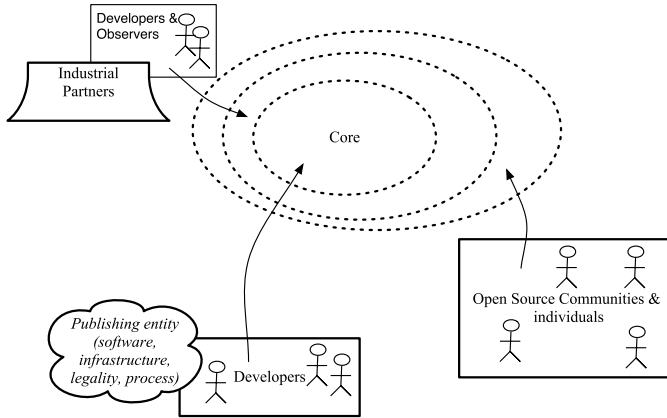 Developers &
Observers
Industrial
Partners
Core
Open Source Communities &
individuals
Publishing entity
(software,
infrastructure,
legality, process)
Developers